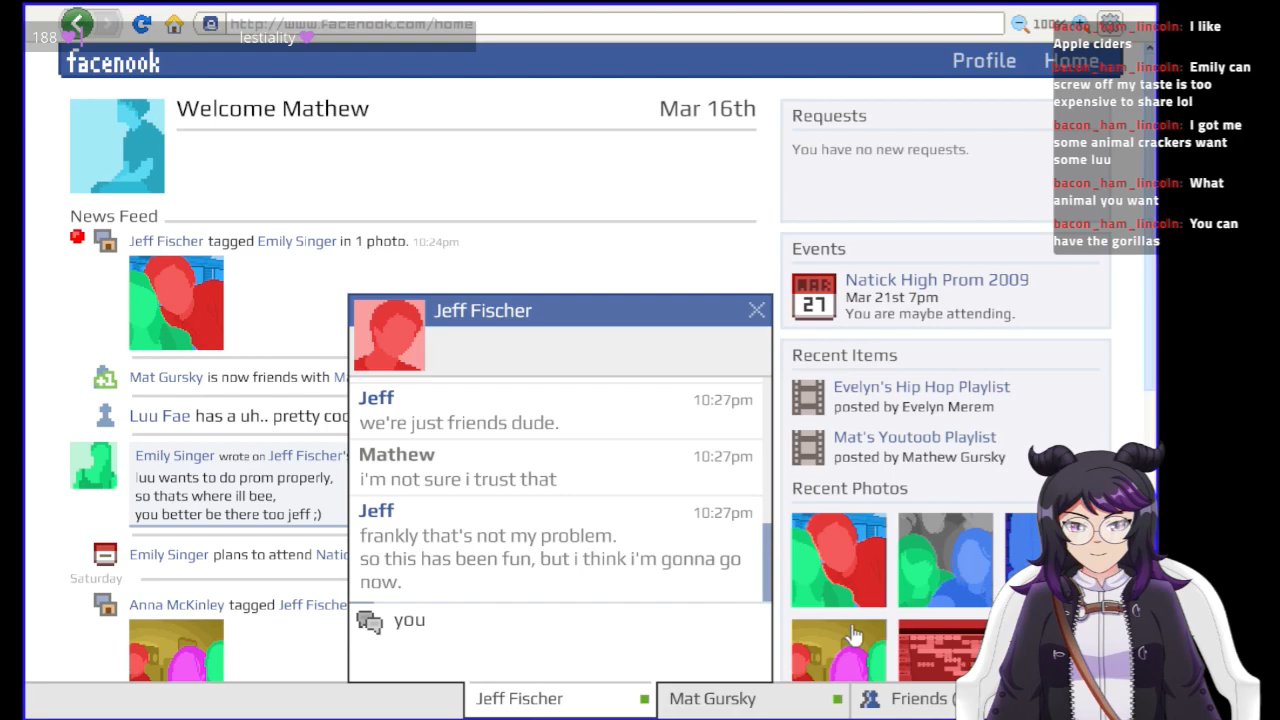 http://www.facenook.com/home
188
lestiality
100%
facenook
Profile
Home
Welcome Mathew
Mar 16th
News Feed
Jeff Fischer tagged Emily Singer in 1 photo. 10:24pm
Mat Gursky is now friends with Ma
Luu Fae has a uh.. pretty coo
Emily Singer wrote on Jeff Fischer's
luu wants to do prom properly,
so thats where ill bee,
you better be there too jeff ;)
Emily Singer plans to attend Natic
Saturday
Anna McKinley tagged Jeff Fische
Jeff Fischer
Jeff 10:27pm
we're just friends dude.
Mathew 10:27pm
i'm not sure i trust that
Jeff 10:27pm
frankly that's not my problem.
so this has been fun, but i think i'm gonna go
now.
you
Requests
You have no new requests.
Events
MAR
27
Natick High Prom 2009
Mar 21st 7pm
You are maybe attending.
Recent Items
Evelyn's Hip Hop Playlist
posted by Evelyn Merem
Mat's Youtoob Playlist
posted by Mathew Gursky
Recent Photos
Jeff Fischer
Mat Gursky
Friends (
bacon_ham_lincoln: I like
Apple ciders
bacon_ham_lincoln: Emily can
screw off my taste is too
expensive to share lol
bacon_ham_lincoln: I got me
some animal crackers want
some luu
bacon_ham_lincoln: What
animal you want
bacon_ham_lincoln: You can
have the gorillas